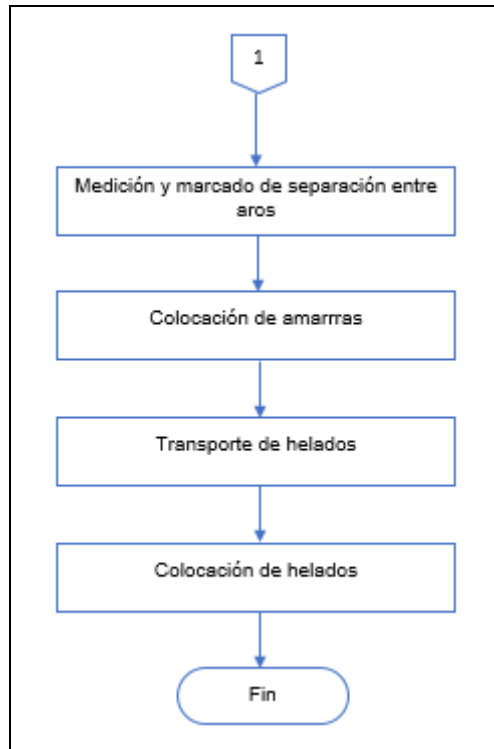 1
Medición y marcado de separación entre
aros
Colocación de amarrras
Transporte de helados
Colocación de helados
Fin